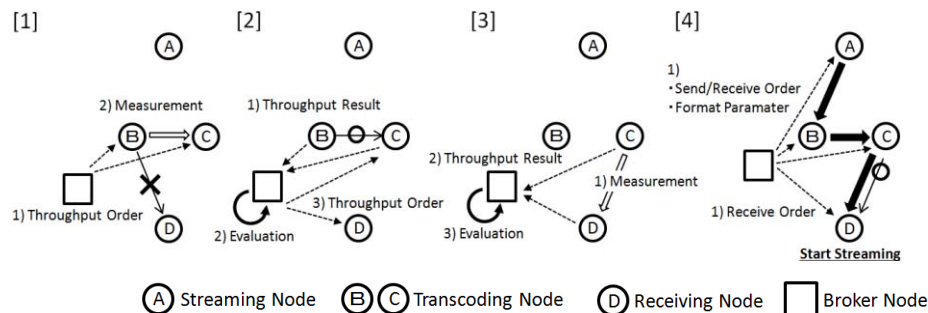 [1]
A
2) Measurement
B
C
1) Throughput Order
D
[2]
A
1) Throughput Result
B
C
3) Throughput Order
2) Evaluation
D
[3]
A
B
C
2) Throughput Result
1) Measurement
3) Evaluation
D
[4]
A
1)
・Send/Receive Order
・Format Paramater
B
C
1) Receive Order
D
Start Streaming
A Streaming Node B C Transcoding Node D Receiving Node Broker Node